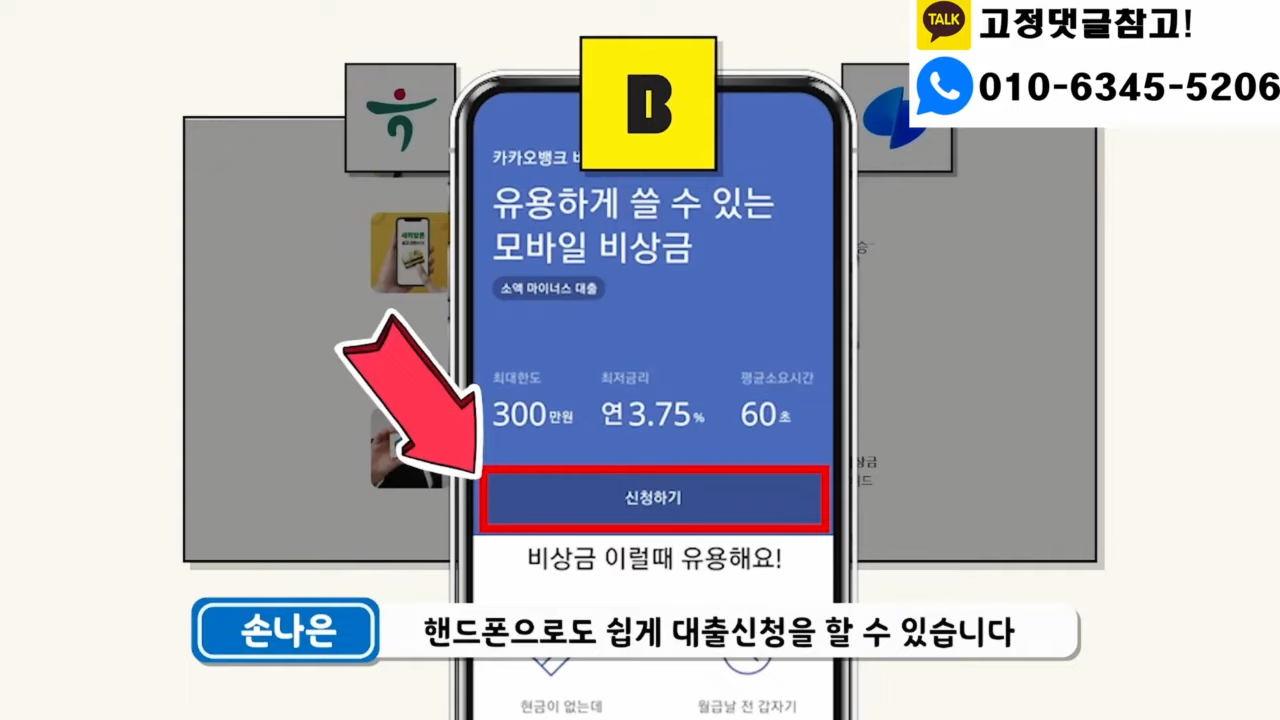 TALK 고정댓글참고!
010-6345-5206
B
카카오뱅크
유용하게 쓸 수 있는
모바일 비상금
소액 마이너스 대출
최대한도 최저금리 평균소요시간
300만원 연 3.75% 60초
신청하기
비상금 이럴때 유용해요!
손나은 핸드폰으로도 쉽게 대출신청을 할 수 있습니다
현금이 없는데 월급날 전 갑자기